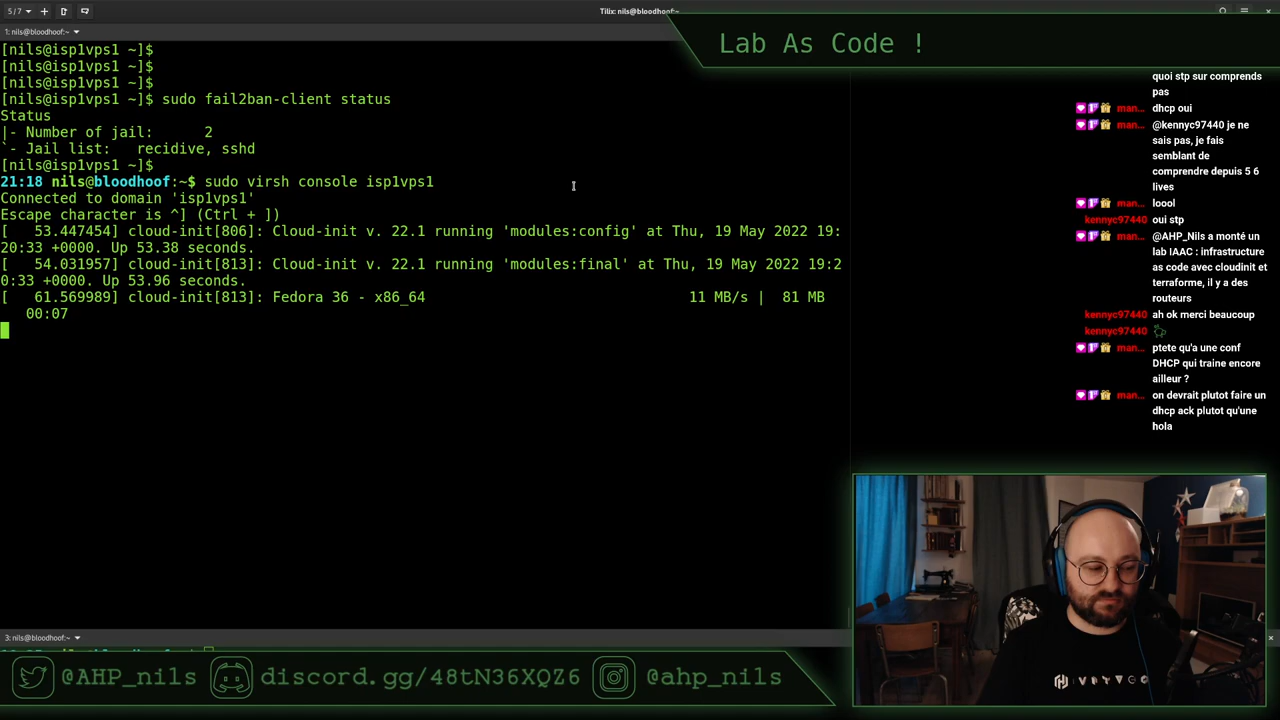 5/7
Tilix: nils@bloodhoof:~
1: nils@bloodhoof:~
Lab As Code !
[nils@isp1vps1 ~]$
[nils@isp1vps1 ~]$
[nils@isp1vps1 ~]$
[nils@isp1vps1 ~]$ sudo fail2ban-client status
Status
|- Number of jail:      2
`- Jail list:   recidive, sshd
[nils@isp1vps1 ~]$
21:18 nils@bloodhoof:~$ sudo virsh console isp1vps1
Connected to domain 'isp1vps1'
Escape character is ^] (Ctrl + ])
[   53.447454] cloud-init[806]: Cloud-init v. 22.1 running 'modules:config' at Thu, 19 May 2022 19:
20:33 +0000. Up 53.38 seconds.
[   54.031957] cloud-init[813]: Cloud-init v. 22.1 running 'modules:final' at Thu, 19 May 2022 19:2
0:33 +0000. Up 53.96 seconds.
[   61.569989] cloud-init[813]: Fedora 36 - x86_64                               11 MB/s |  81 MB
   00:07
quoi stp sur comprends
pas
man... dhcp oui
man... @kennyc97440 je ne
sais pas, je fais
semblant de
comprendre depuis 5 6
lives
man... loool
kennyc97440 oui stp
man... @AHP_Nils a monté un
lab IAAC : infrastructure
as code avec cloudinit et
terraforme, il y a des
routeurs
kennyc97440 ah ok merci beaucoup
kennyc97440
man... ptete qu'a une conf
DHCP qui traine encore
ailleur ?
man... on devrait plutot faire un
dhcp ack plutot qu'une
hola
3: nils@bloodhoof:~
@AHP_nils
discord.gg/48tN36XQZ6
@ahp_nils